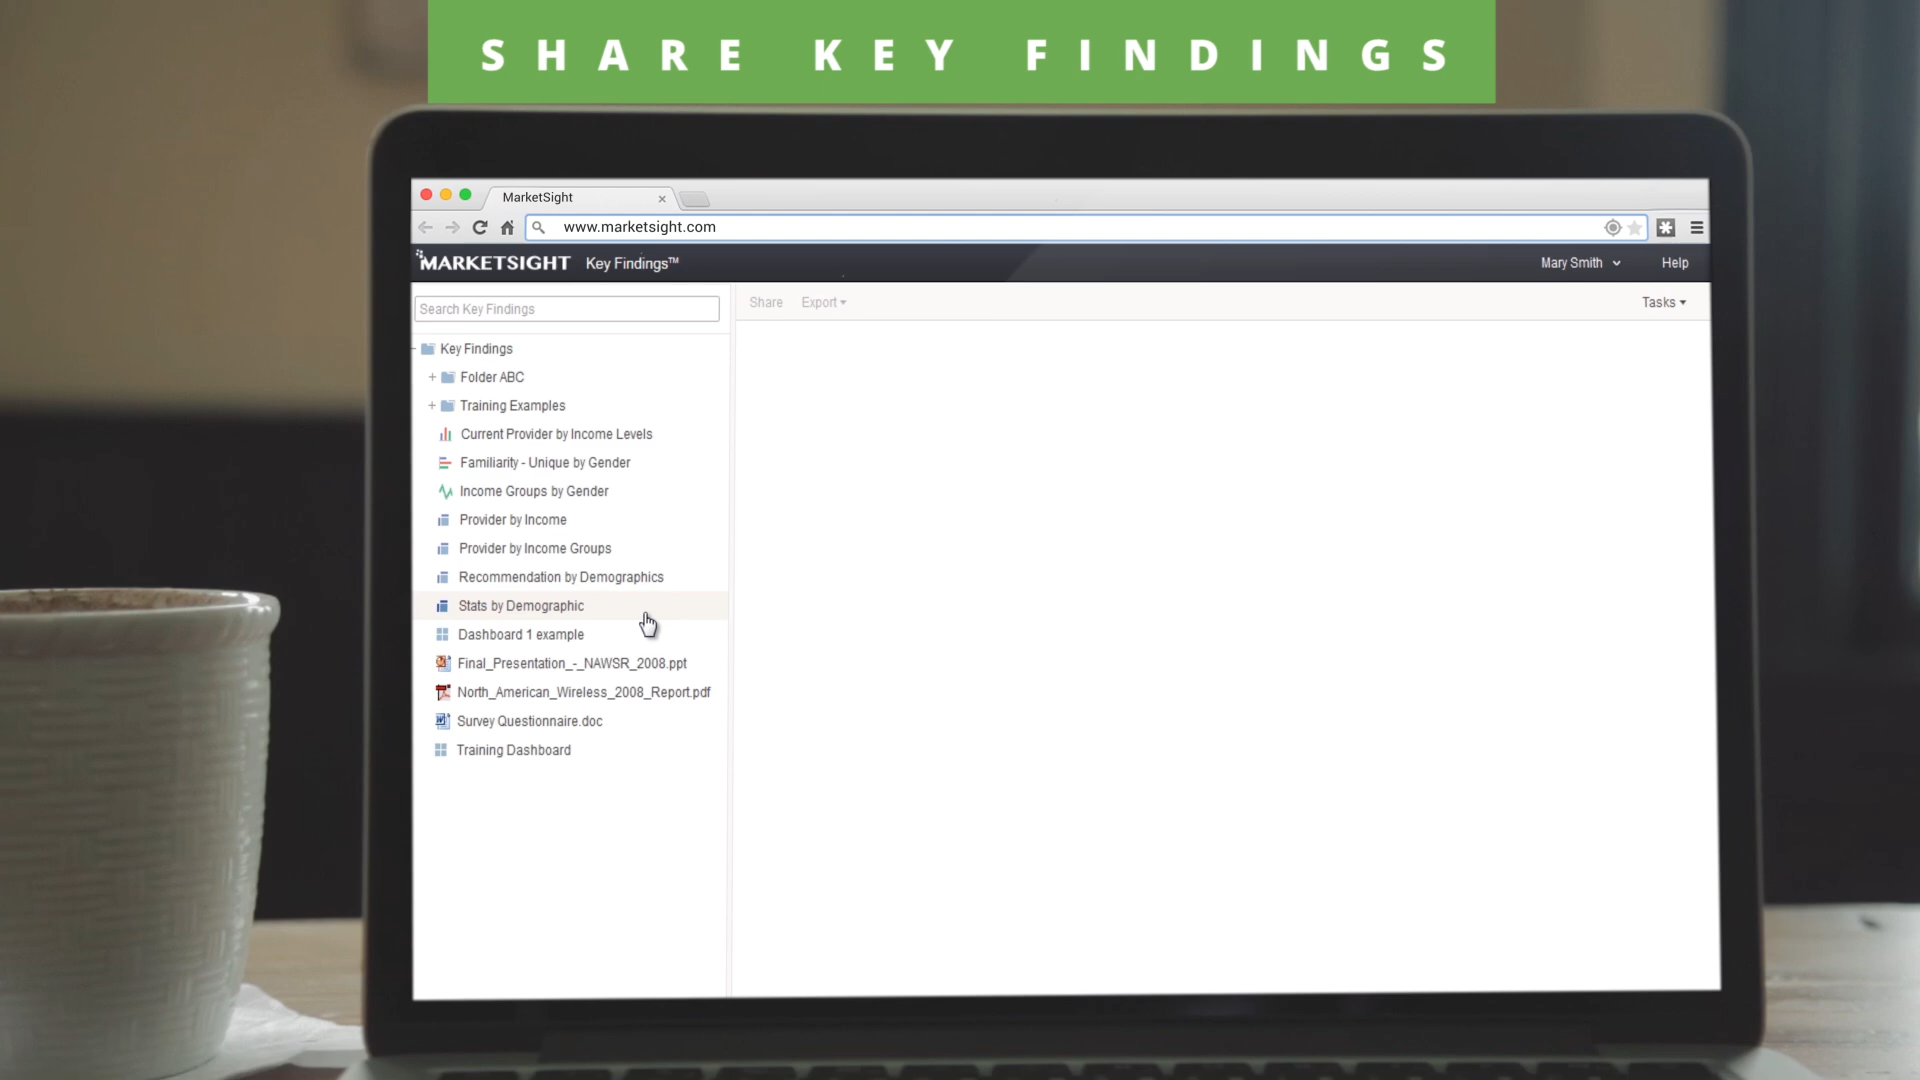 SHARE KEY FINDINGS
MarketSight
www.marketsight.com
MARKETSIGHT Key Findings™ Mary Smith Help
Search Key Findings
Share Export Tasks
Key Findings
Folder ABC
Training Examples
Current Provider by Income Levels
Familiarity - Unique by Gender
Income Groups by Gender
Provider by Income
Provider by Income Groups
Recommendation by Demographics
Stats by Demographic
Dashboard 1 example
Final_Presentation_-_NAWSR_2008.ppt
North_American_Wireless_2008_Report.pdf
Survey Questionnaire.doc
Training Dashboard